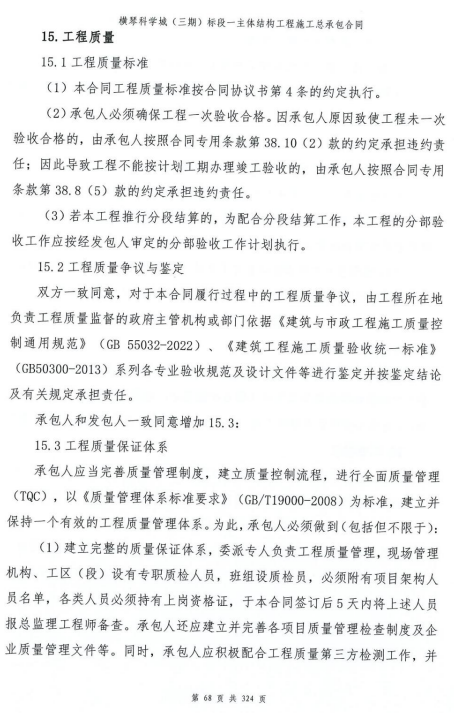 横琴科学城（三期）标段一主体结构工程施工总承包合同
15.工程质量
15.1 工程质量标准
（1）本合同工程质量标准按合同协议书第 4 条的约定执行。
（2）承包人必须确保工程一次验收合格。因承包人原因致使工程未一次
验收合格的，由承包人按照合同专用条款第 38.10（2）款的约定承担违约责
任；因此导致工程不能按计划工期办理竣工验收的，由承包人按照合同专用
条款第 38.8（5）款的约定承担违约责任。
（3）若本工程推行分段结算的，为配合分段结算工作，本工程的分部验
收工作应按经发包人审定的分部验收工作计划执行。
15.2 工程质量争议与鉴定
双方一致同意，对于本合同履行过程中的工程质量争议，由工程所在地
负责工程质量监督的政府主管机构或部门依据《建筑与市政工程施工质量控
制通用规范》（GB 55032-2022）、《建筑工程施工质量验收统一标准》
（GB50300-2013）系列各专业验收规范及设计文件等进行鉴定并按鉴定结论
及有关规定承担责任。
承包人和发包人一致同意增加 15.3：
15.3 工程质量保证体系
承包人应当完善质量管理制度，建立质量控制流程，进行全面质量管理
（TQC），以《质量管理体系标准要求》（GB/T19000-2008）为标准，建立并
保持一个有效的工程质量管理体系。为此，承包人必须做到（包括但不限于）：
（1）建立完整的质量保证体系，委派专人负责工程质量管理，现场管理
机构、工区（段）设有专职质检人员，班组设质检员，必须附有项目架构人
员名单，各类人员必须持有上岗资格证，于本合同签订后 5 天内将上述人员
报总监理工程师备查。承包人还应建立并完善各项目质量管理检查制度及企
业质量管理文件等。同时，承包人应积极配合工程质量第三方检测工作，并
第 68 页 共 324 页